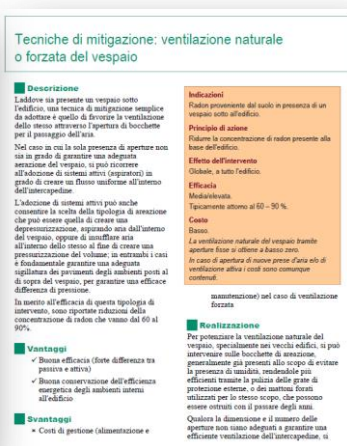 Tecniche di mitigazione: ventilazione naturale
o forzata del vespaio
Descrizione
Laddove sia presente un vespaio sotto
l'edificio, una tecnica di mitigazione semplice
da adottare è quello di favorire la ventilazione
dello stesso attraverso l'apertura di bocchette
per il passaggio dell'aria.
Nel caso in cui la sola presenza di aperture non
sia in grado di garantire una adeguata
aerazione del vespaio, si può ricorrere
all'adozione di sistemi attivi (aspiratori) in
grado di creare un flusso uniforme all'interno
dell'intercapedine.
L'adozione di sistemi attivi può anche
consentire la scelta della tipologia di areazione
che può essere quella di creare una
depressurizzazione, aspirando aria dall'interno
del vespaio, oppure di insufflare aria
all'interno dello stesso al fine di creare una
pressurizzazione del volume; in entrambi i casi
è fondamentale garantire una adeguata
sigillatura dei pavimenti degli ambienti posti al
di sopra del vespaio, per garantire una efficace
differenza di pressione.
In merito all'efficacia di questa tipologia di
intervento, sono riportate riduzioni della
concentrazione di radon che vanno dal 60 al
90%.
Vantaggi
✓ Buona efficacia (forte differenza tra
passiva e attiva)
✓ Buona conservazione dell'efficienza
energetica degli ambienti interni
all'edificio
Svantaggi
× Costi di gestione (alimentazione e
Indicazioni
Radon proveniente dal suolo in presenza di un
vespaio sotto all'edificio.
Principio di azione
Ridurre la concentrazione di radon presente alla
base dell'edificio.
Effetto dell'intervento
Globale, a tutto l'edificio.
Efficacia
Media/elevata.
Tipicamente attorno al 60 – 90 %.
Costo
Basso.
La ventilazione naturale del vespaio tramite
aperture fisse si ottiene a basso zero.
In caso di apertura di nuove prese d'aria e/o di
ventilazione attiva i costi sono comunque
contenuti.
manutenzione) nel caso di ventilazione
forzata
Realizzazione
Per potenziare la ventilazione naturale del
vespaio, specialmente nei vecchi edifici, si può
intervenire sulle bocchette di areazione,
generalmente già presenti allo scopo di evitare
la presenza di umidità, rendendole più
efficienti tramite la pulizia delle grate di
protezione esterne, o dei mattoni forati
utilizzati per lo stesso scopo, che possono
essere ostruiti con il passare degli anni.
Qualora la dimensione e il numero delle
aperture non siano adeguati a garantire una
efficiente ventilazione dell'intercapedine, si